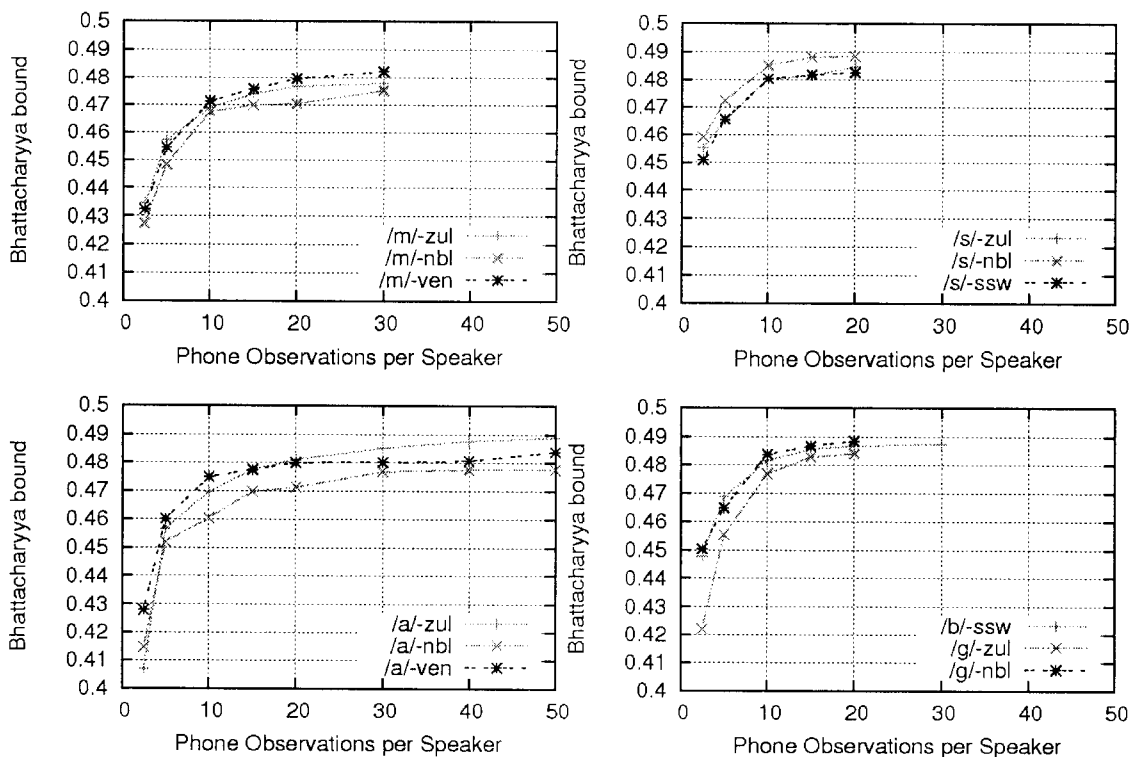 Bhattacharyya bound
0.5
0.49
0.48
0.47
0.46
0.45
0.44
0.43
0.42
0.41
0.4
/m/-zul
/m/-nbl
/m/-ven
0 10 20 30 40 50
Phone Observations per Speaker
Bhattacharyya bound
0.5
0.49
0.48
0.47
0.46
0.45
0.44
0.43
0.42
0.41
0.4
/s/-zul
/s/-nbl
/s/-ssw
0 10 20 30 40 50
Phone Observations per Speaker
Bhattacharyya bound
0.5
0.49
0.48
0.47
0.46
0.45
0.44
0.43
0.42
0.41
0.4
/a/-zul
/a/-nbl
/a/-ven
0 10 20 30 40 50
Phone Observations per Speaker
Bhattacharyya bound
0.5
0.49
0.48
0.47
0.46
0.45
0.44
0.43
0.42
0.41
0.4
/b/-ssw
/g/-zul
/g/-nbl
0 10 20 30 40 50
Phone Observations per Speaker